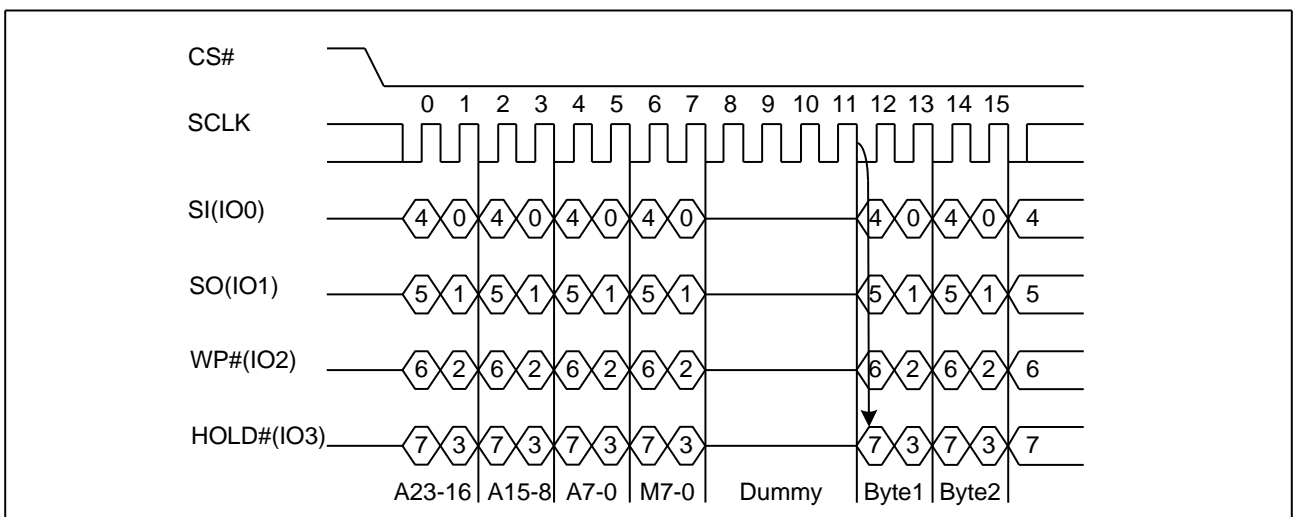 CS#
0 1 2 3 4 5 6 7 8 9 10 11 12 13 14 15
SCLK
SI(IO0) 4 0 4 0 4 0 4 0 4 0 4 0 4
SO(IO1) 5 1 5 1 5 1 5 1 5 1 5 1 5
WP#(IO2) 6 2 6 2 6 2 6 2 6 2 6 2 6
HOLD#(IO3) 7 3 7 3 7 3 7 3 7 3 7 3 7
A23-16 A15-8 A7-0 M7-0 Dummy Byte1 Byte2